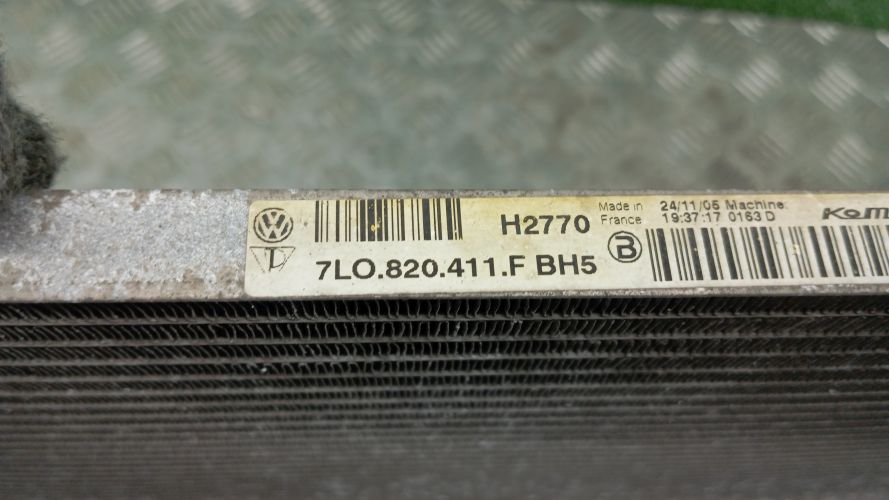 H2770
Made in France
24/11/05 Machine:
19:37:17 0163 D
7LO.820.411.F BH5
B